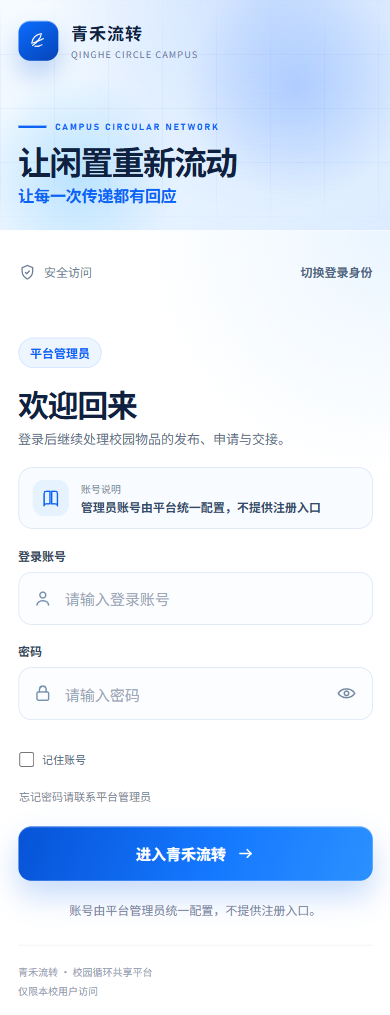 青禾流转
QINGHE CIRCLE CAMPUS
CAMPUS CIRCULAR NETWORK
让闲置重新流动
让每一次传递都有回应
安全访问
切换登录身份
平台管理员
欢迎回来
登录后继续处理校园物品的发布、申请与交接。
账号说明
管理员账号由平台统一配置，不提供注册入口
登录账号
请输入登录账号
密码
请输入密码
记住账号
忘记密码请联系平台管理员
进入青禾流转 →
账号由平台管理员统一配置，不提供注册入口。
青禾流转 · 校园循环共享平台
仅限本校用户访问